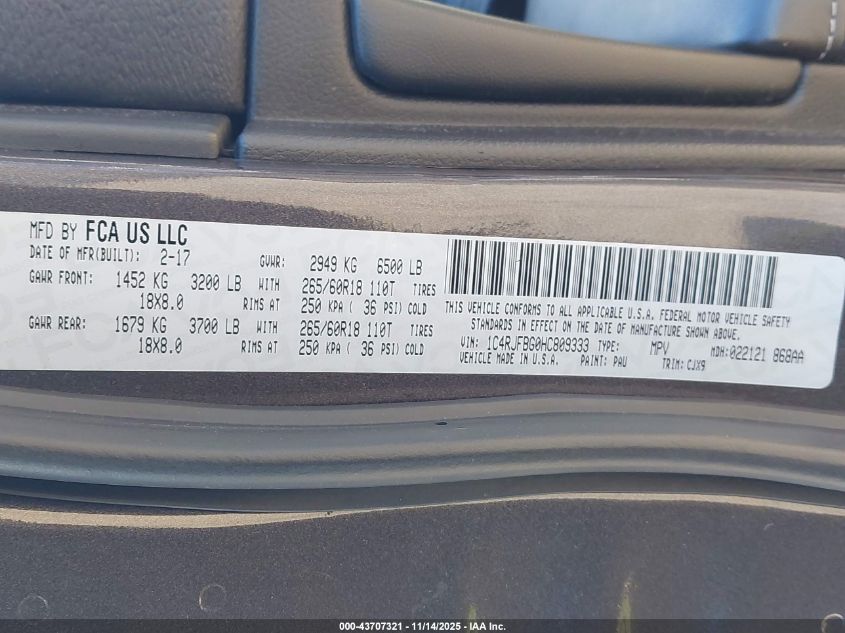 MFD BY FCA US LLC
DATE OF MFR(BUILT): 2-17 GVWR: 2949 KG 6500 LB
GAWR FRONT: 1452 KG 3200 LB WITH 265/60R18 110T TIRES
18X8.0 RIMS AT 250 KPA ( 36 PSI) COLD
GAWR REAR: 1679 KG 3700 LB WITH 265/60R18 110T TIRES
18X8.0 RIMS AT 250 KPA ( 36 PSI) COLD
THIS VEHICLE CONFORMS TO ALL APPLICABLE U.S.A. FEDERAL MOTOR VEHICLE SAFETY
STANDARDS IN EFFECT ON THE DATE OF MANUFACTURE SHOWN ABOVE.
VIN: 1C4RJFBG0HC809333 TYPE: MPV MDH:022121 868AA
VEHICLE MADE IN U.S.A. PAINT: PAU TRIM: CJX9
000-43707321 - 11/14/2025 - IAA Inc.